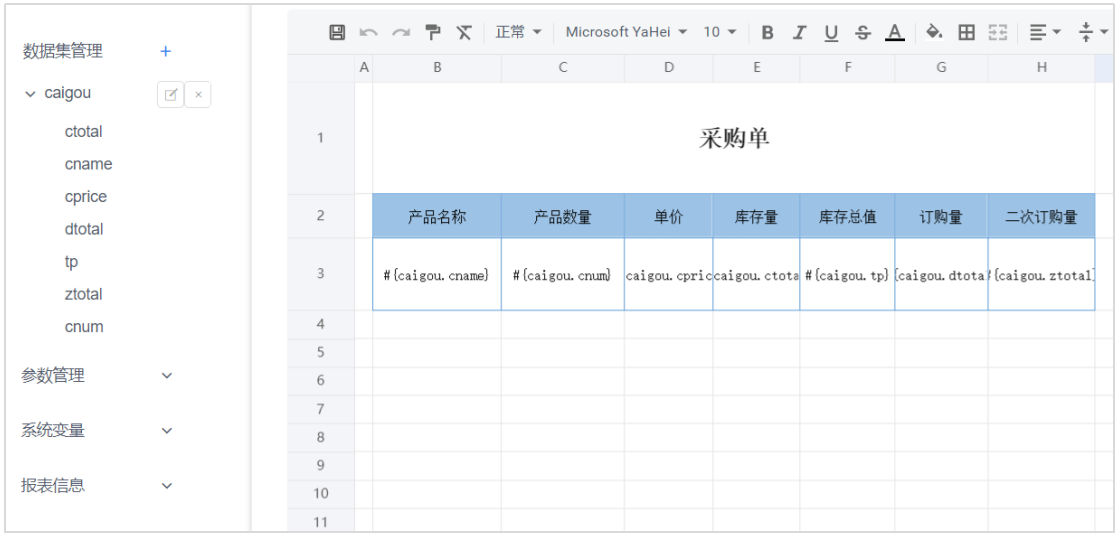 数据集管理 +
caigou
ctotal
cname
cprice
dtotal
tp
ztotal
cnum
参数管理
系统变量
报表信息
正常 Microsoft YaHei 10 B I U S A
A B C D E F G H
1 采购单
2 产品名称 产品数量 单价 库存量 库存总值 订购量 二次订购量
3 #{caigou.cname} #{caigou.cnum} caigou.cpric caigou.ctota #{caigou.tp} {caigou.dtota #{caigou.ztotal}
4
5
6
7
8
9
10
11